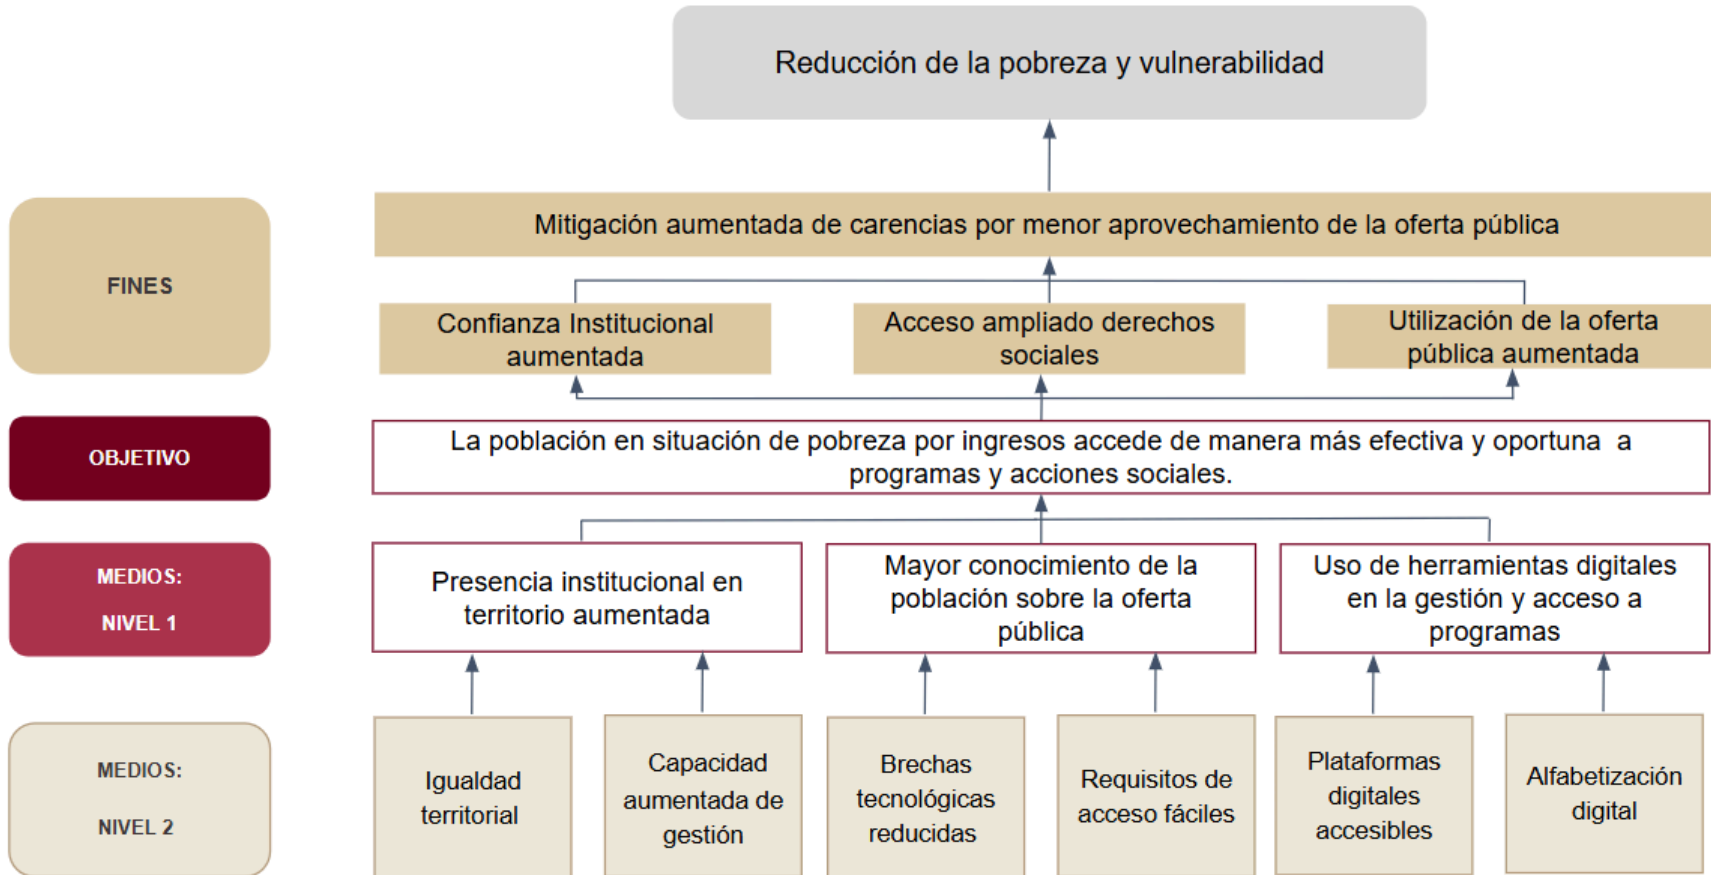 Reducción de la pobreza y vulnerabilidad
FINES
Mitigación aumentada de carencias por menor aprovechamiento de la oferta pública
Confianza Institucional
aumentada
Acceso ampliado derechos
sociales
Utilización de la oferta
pública aumentada
OBJETIVO
La población en situación de pobreza por ingresos accede de manera más efectiva y oportuna a
programas y acciones sociales.
MEDIOS:
NIVEL 1
Presencia institucional en
territorio aumentada
Mayor conocimiento de la
población sobre la oferta
pública
Uso de herramientas digitales
en la gestión y acceso a
programas
MEDIOS:
NIVEL 2
Igualdad
territorial
Capacidad
aumentada de
gestión
Brechas
tecnológicas
reducidas
Requisitos de
acceso fáciles
Plataformas
digitales
accesibles
Alfabetización
digital